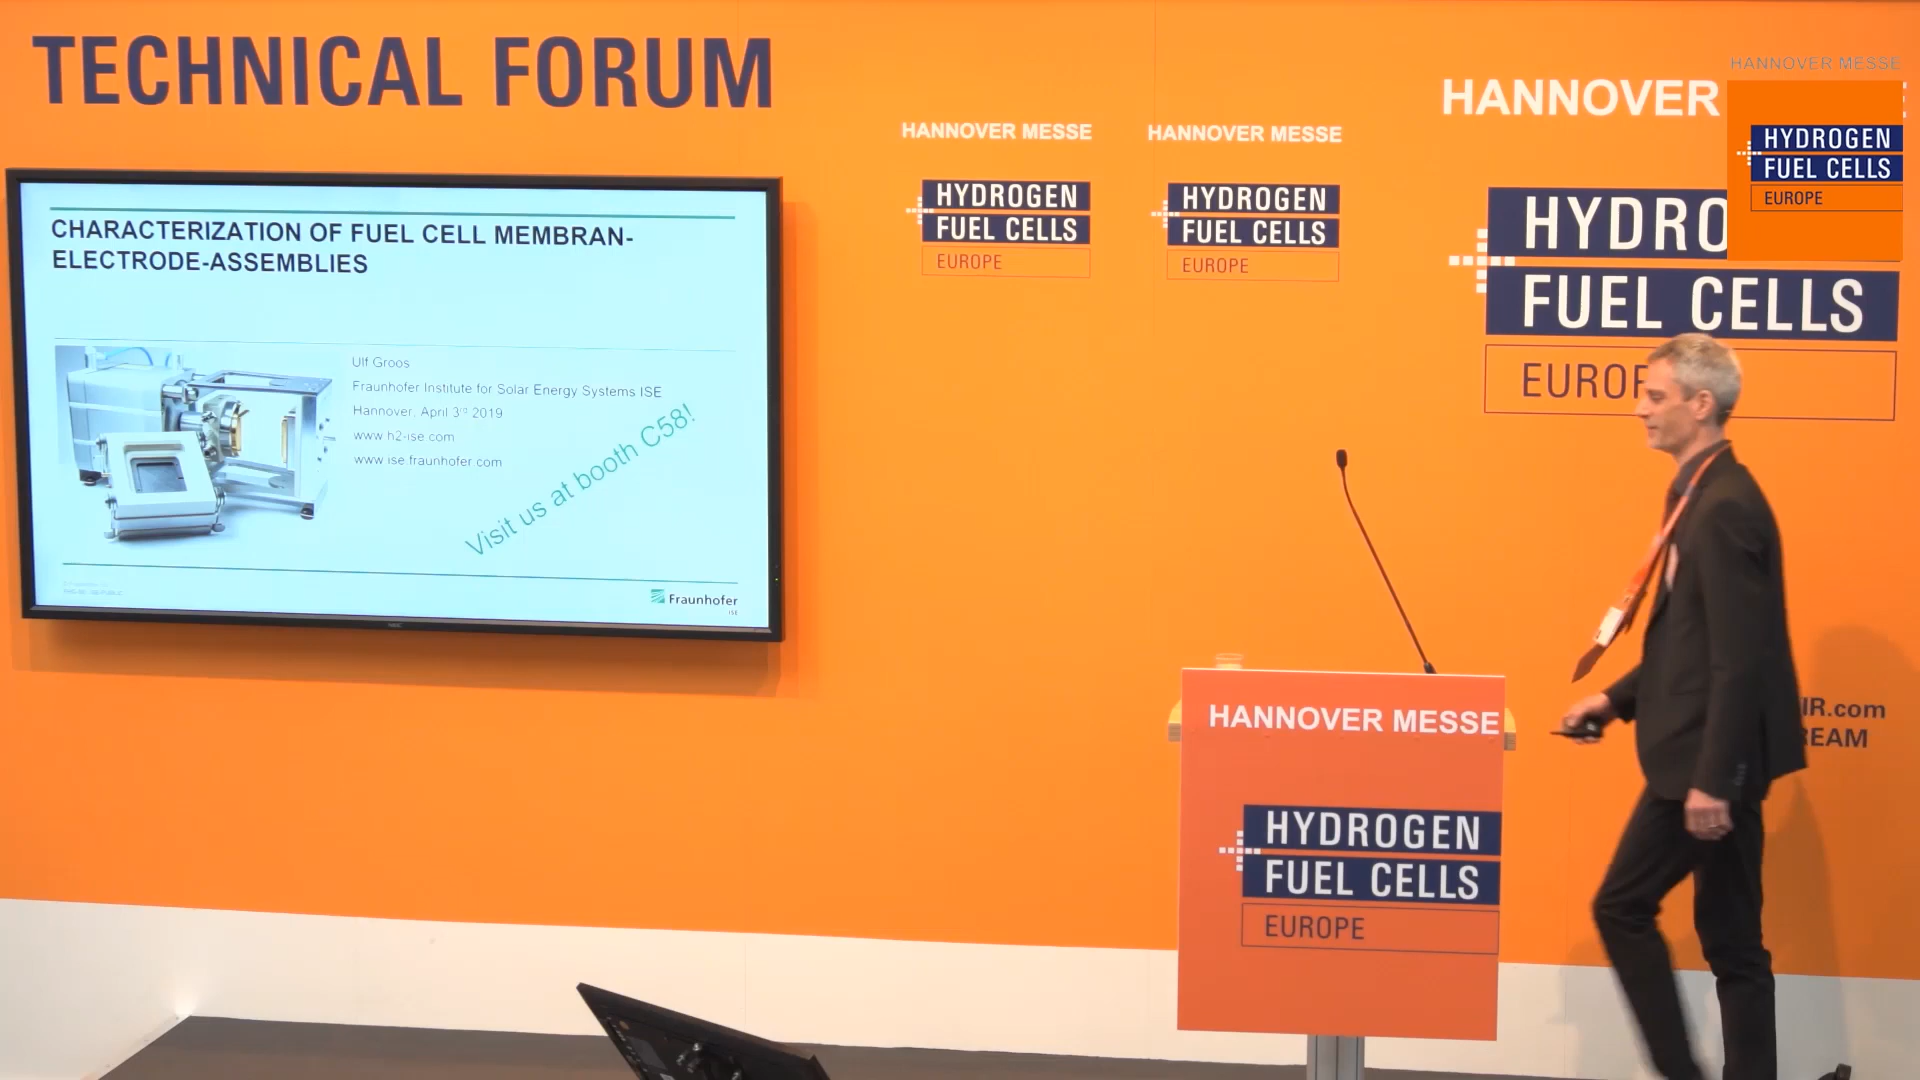 TECHNICAL FORUM
CHARACTERIZATION OF FUEL CELL MEMBRAN-
ELECTRODE-ASSEMBLIES
Ulf Groos
Fraunhofer Institute for Solar Energy Systems ISE
Hannover, April 3rd 2019
www.h2-ise.com
www.ise.fraunhofer.com
Visit us at booth C58!
Fraunhofer
ISE
HANNOVER MESSE
HYDROGEN
FUEL CELLS
EUROPE
HANNOVER MESSE
HYDROGEN
FUEL CELLS
EUROPE
HANNOVER
HYDRO
FUEL CELLS
EUROP
HANNOVER MESSE
HYDROGEN
FUEL CELLS
EUROPE
IR.com
REAM
HANNOVER MESSE
HYDROGEN
FUEL CELLS
EUROPE